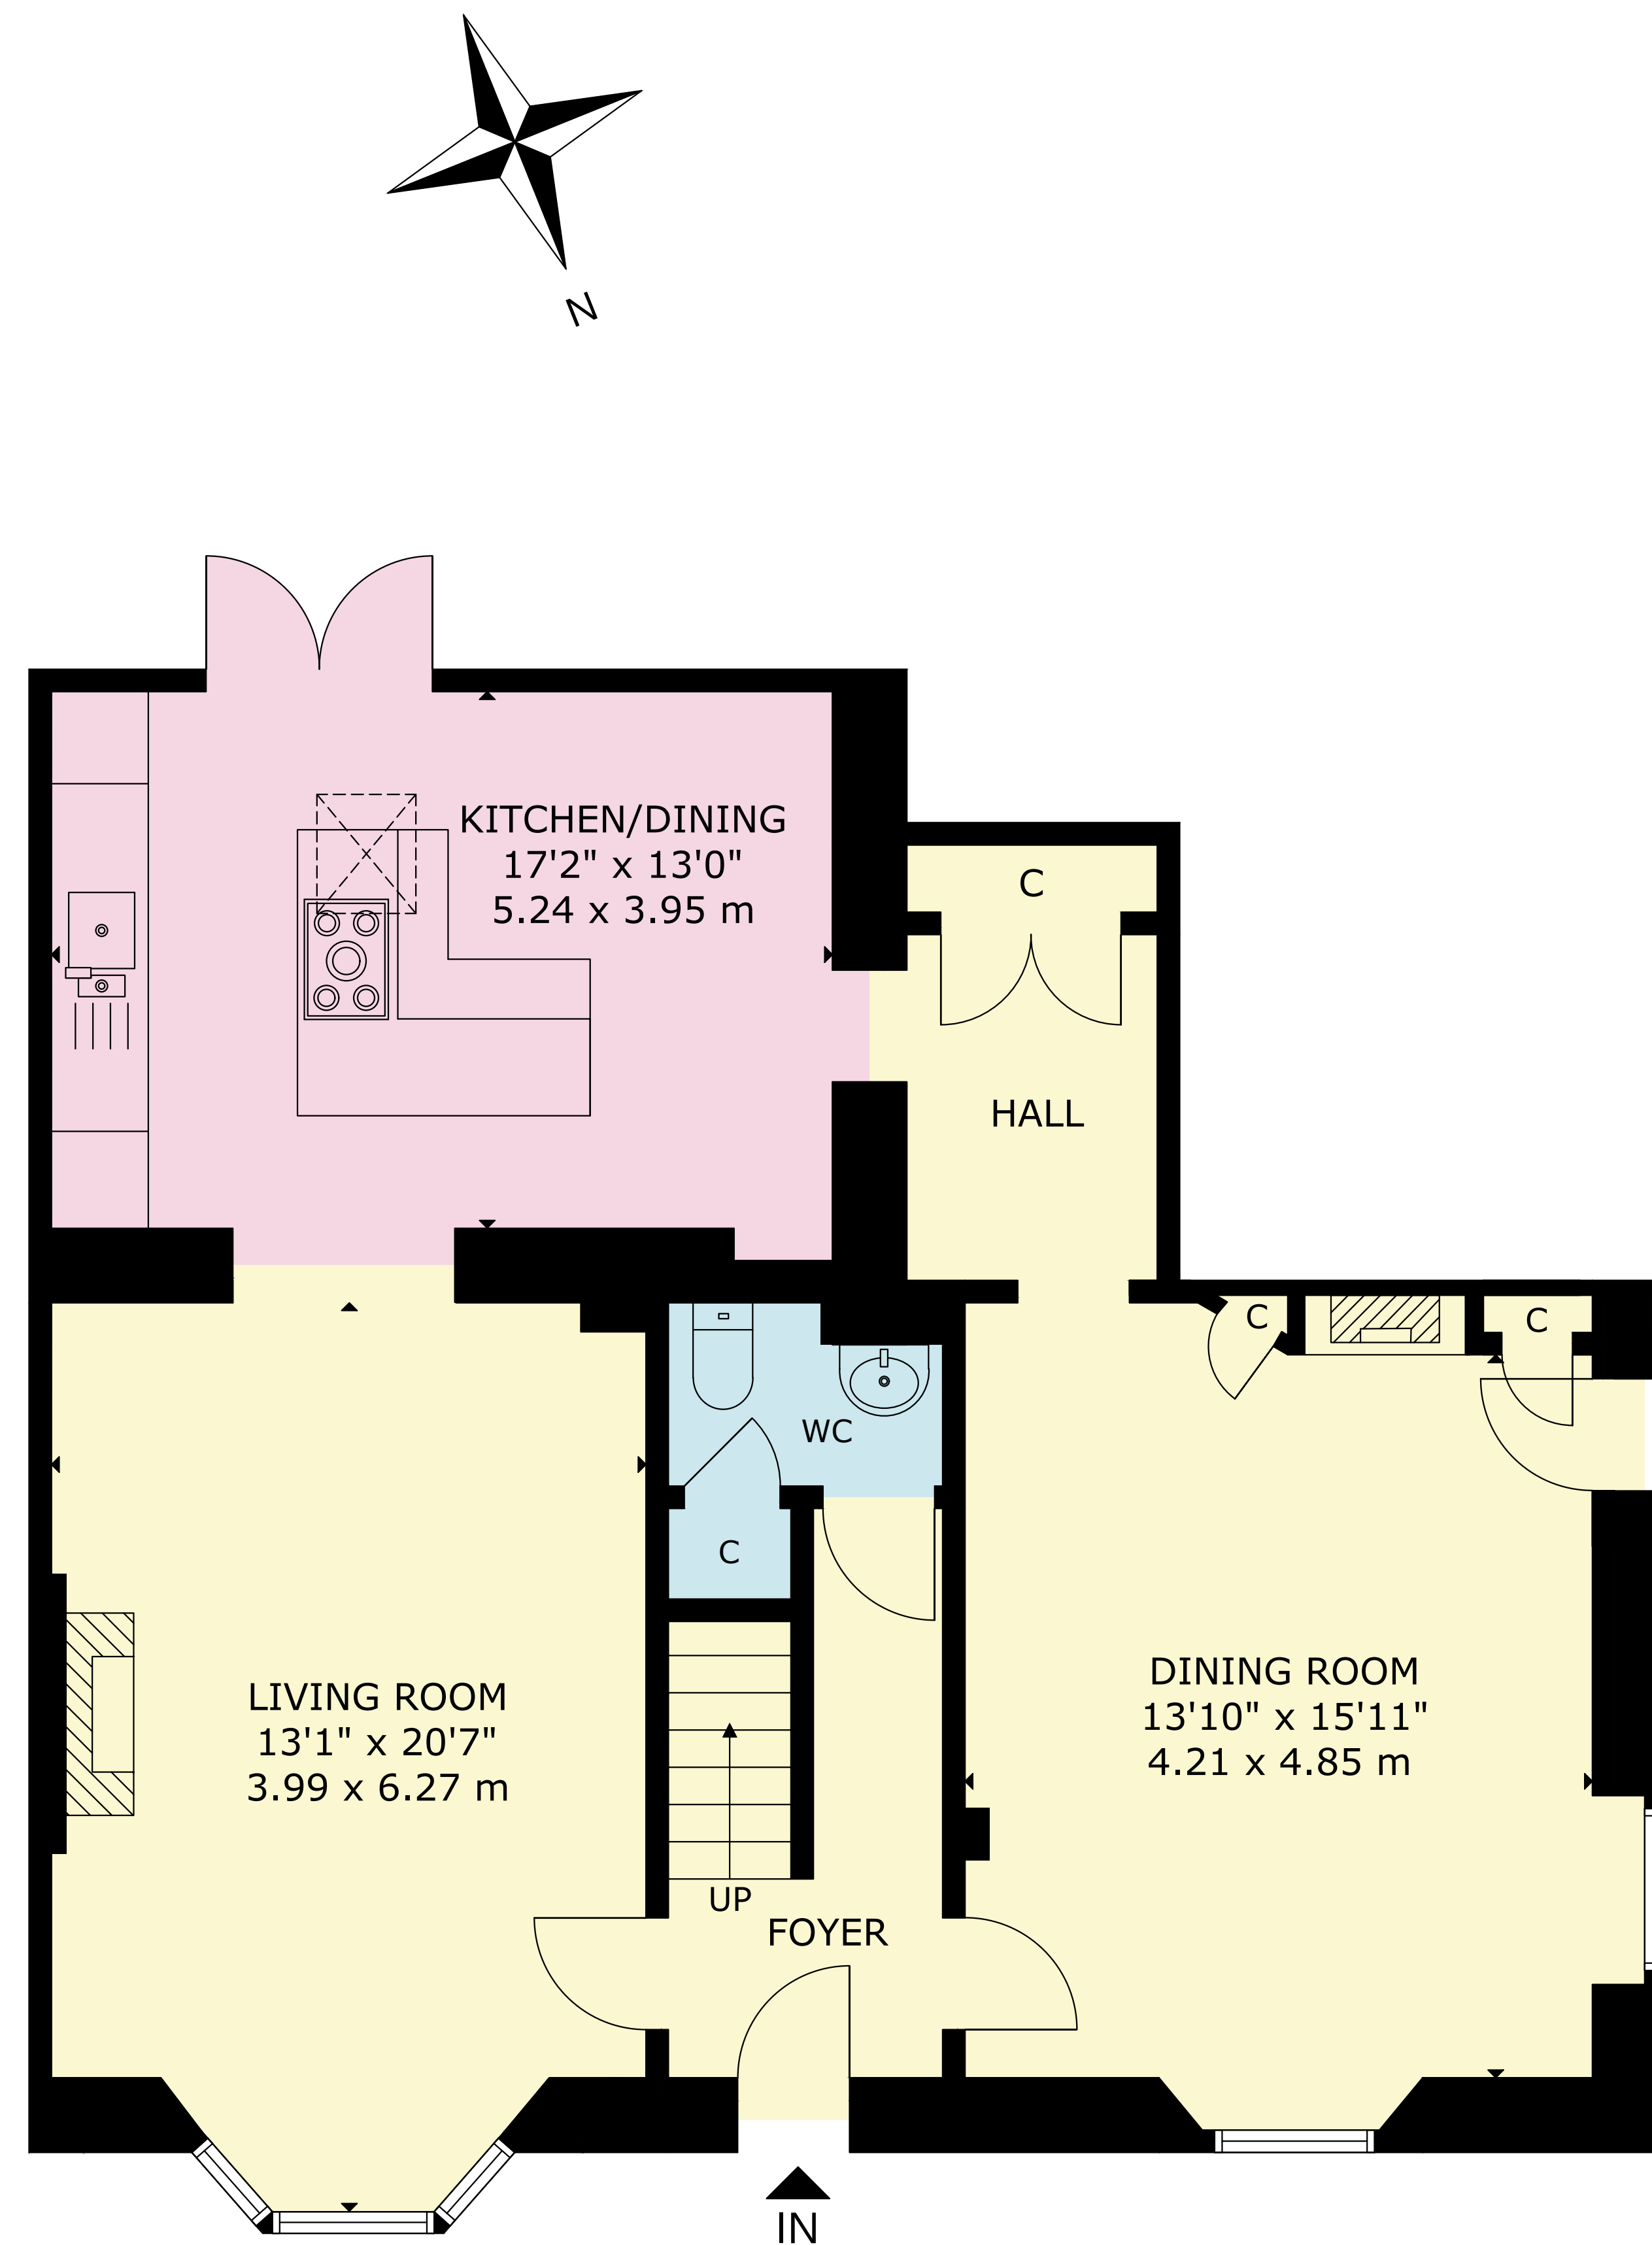 N
KITCHEN/DINING
17'2" x 13'0"
5.24 x 3.95 m
C
HALL
C
C
WC
C
LIVING ROOM
13'1" x 20'7"
3.99 x 6.27 m
DINING ROOM
13'10" x 15'11"
4.21 x 4.85 m
UP
FOYER
IN